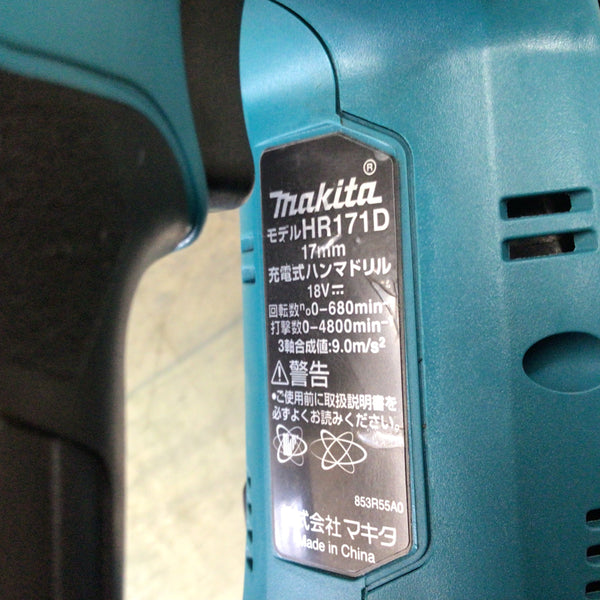 makita®
モデルHR171D
17mm
充電式ハンマドリル
18V⎓
回転数n₀0-680min⁻
打撃数0-4800min⁻
3軸合成値:9.0m/s²
⚠警告
•ご使用前に取扱説明書を
必ずよくお読みください。
853R55A0
式会社 マキタ
Made in China